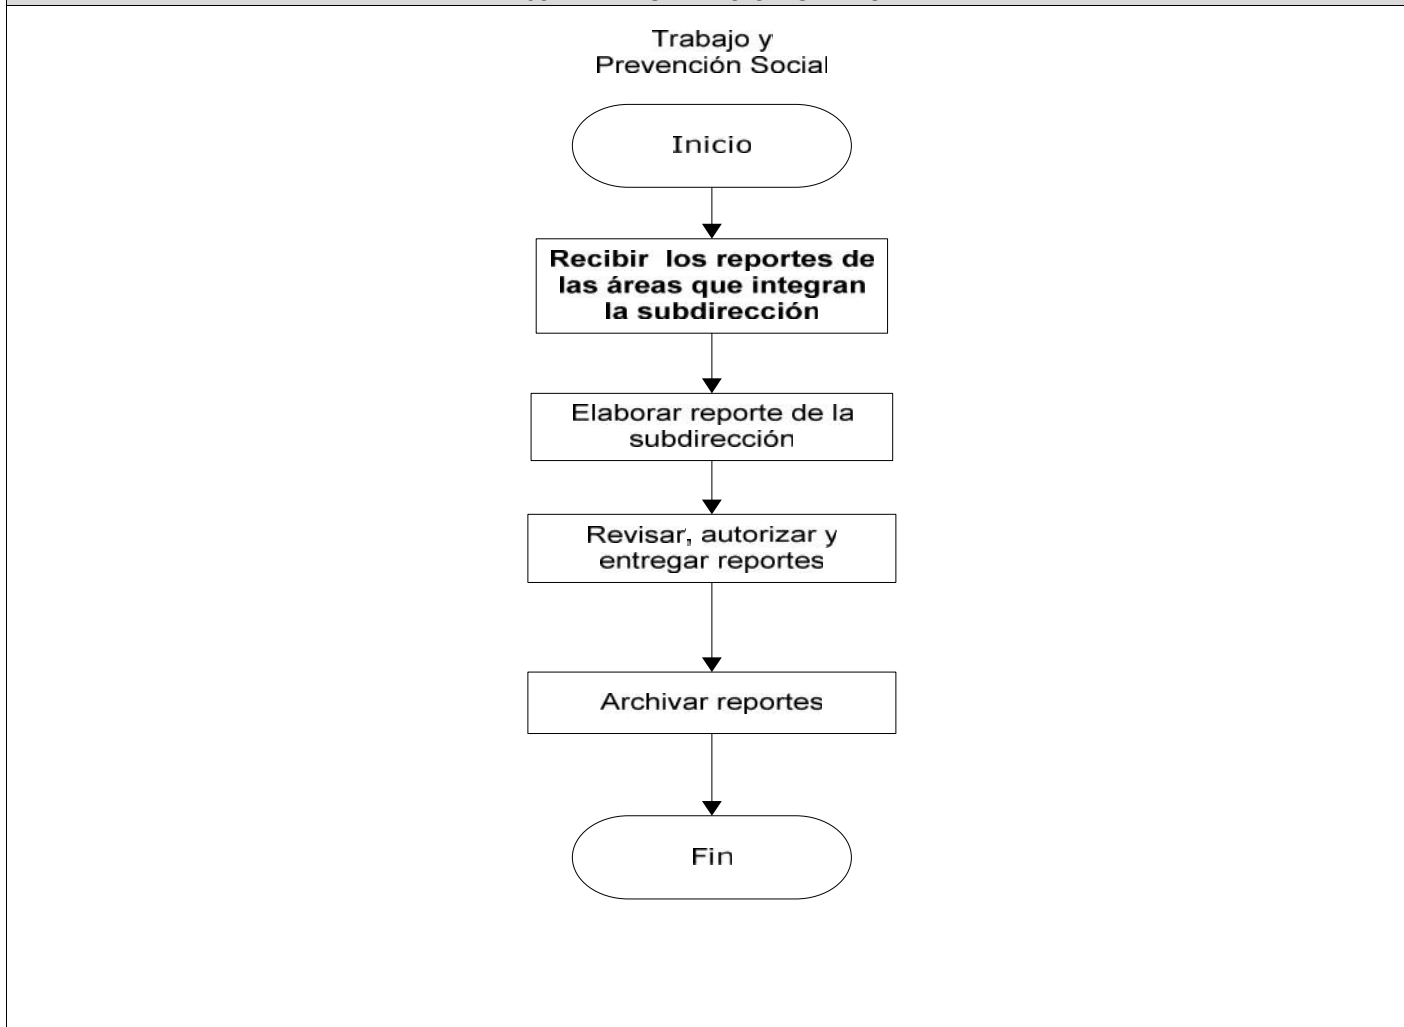 Trabajo y
Prevención Social
Inicio
Recibir los reportes de
las áreas que integran
la subdirección
Elaborar reporte de la
subdirección
Revisar, autorizar y
entregar reportes
Archivar reportes
Fin